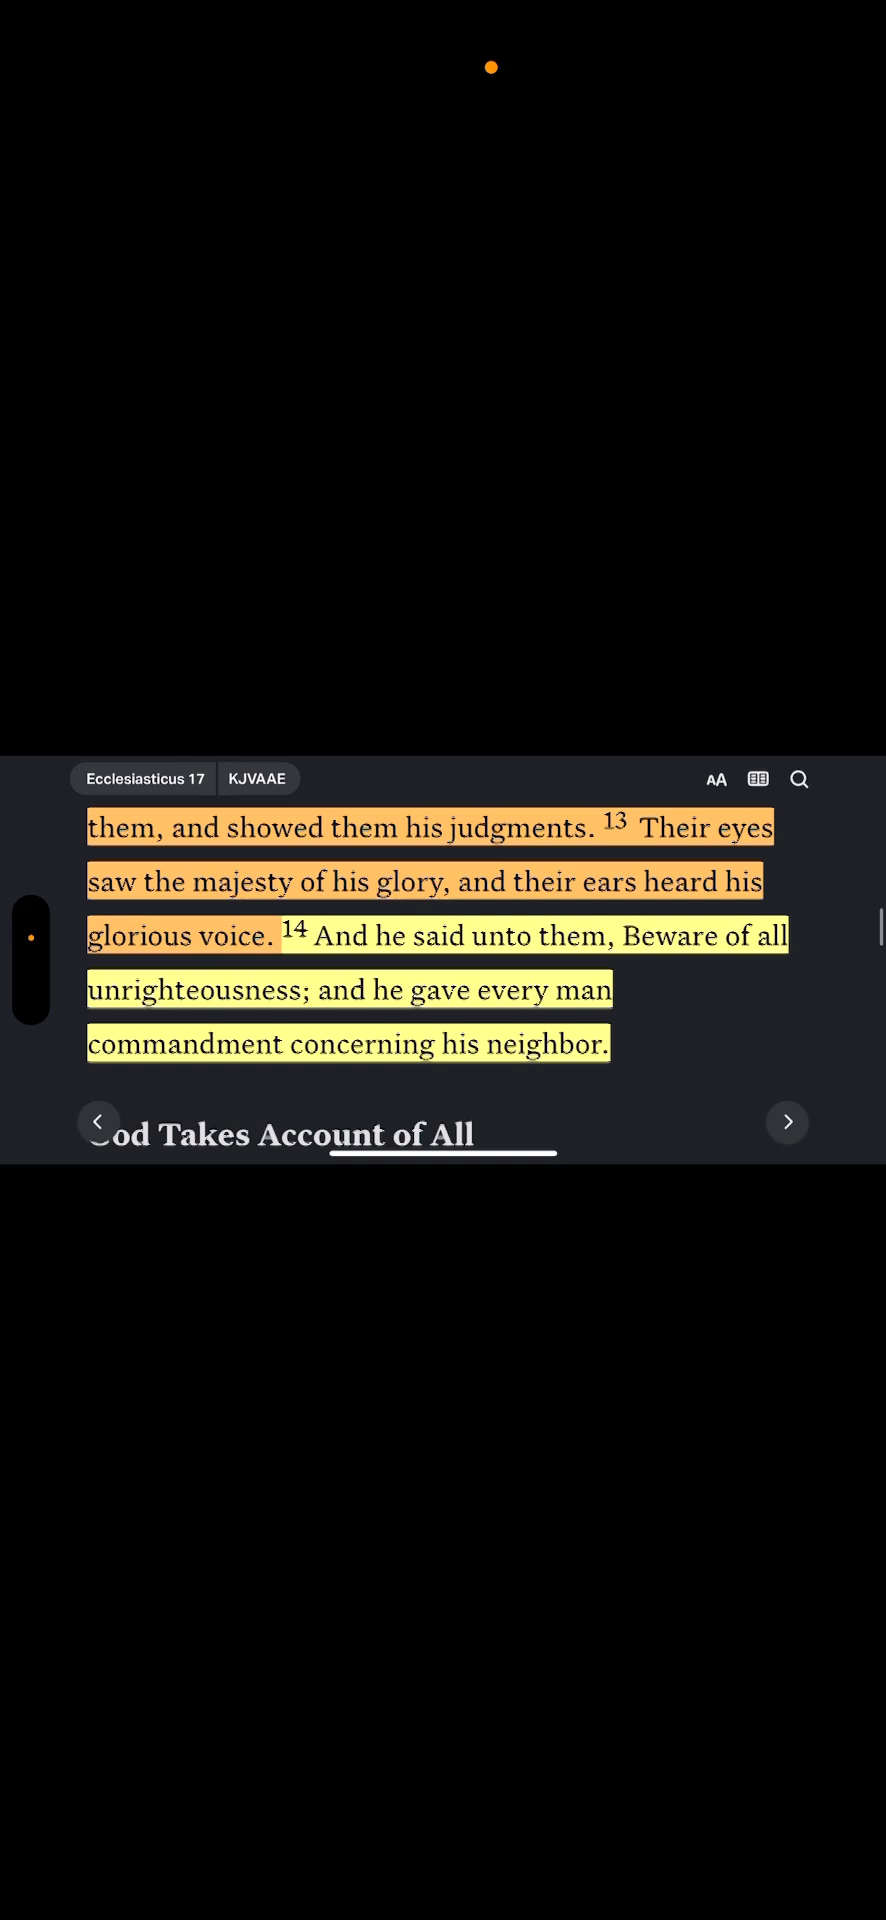 Ecclesiasticus 17 KJVAAE AA
them, and showed them his judgments. 13 Their eyes
saw the majesty of his glory, and their ears heard his
glorious voice. 14 And he said unto them, Beware of all
unrighteousness; and he gave every man
commandment concerning his neighbor.
od Takes Account of All